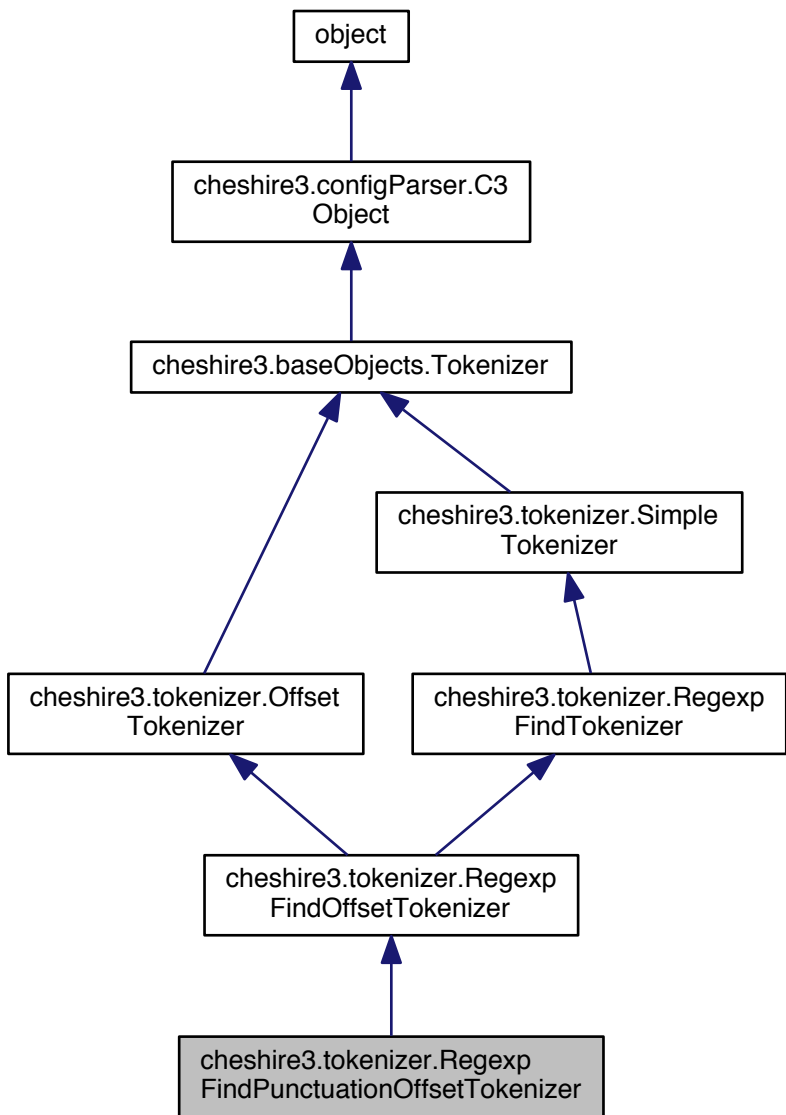 object
cheshire3.configParser.C3
Object
cheshire3.baseObjects.Tokenizer
cheshire3.tokenizer.Simple
Tokenizer
cheshire3.tokenizer.Offset
Tokenizer
cheshire3.tokenizer.Regexp
FindTokenizer
cheshire3.tokenizer.Regexp
FindOffsetTokenizer
cheshire3.tokenizer.Regexp
FindPunctuationOffsetTokenizer